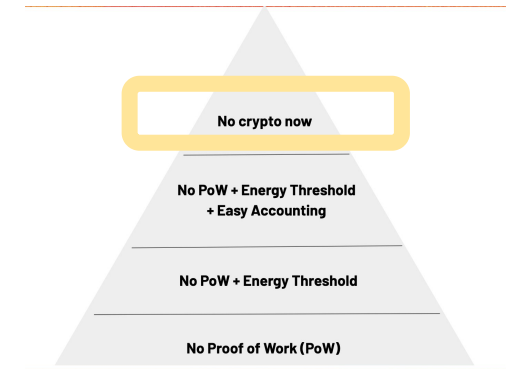 No crypto now
No PoW + Energy Threshold
+ Easy Accounting
No PoW + Energy Threshold
No Proof of Work (PoW)